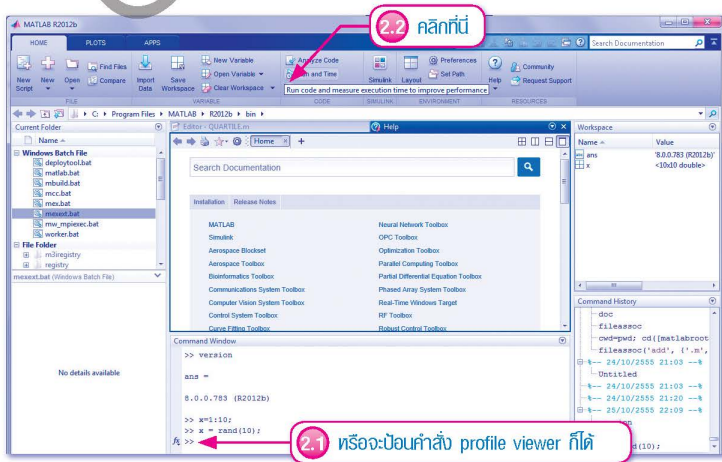 MATLAB R2012b
2.2 คลิกที่นี่
HOME PLOTS APPS
Search Documentation
New Script
New
Open
Find Files
Compare
Import Data
Save Workspace
New Variable
Open Variable
Clear Workspace
Analyze Code
Run and Time
Simulink
Layout
Preferences
Set Path
Help
Community
Request Support
Run code and measure execution time to improve performance
FILE VARIABLE CODE SIMULINK ENVIRONMENT RESOURCES
C: Program Files MATLAB R2012b bin
Current Folder
Name
Windows Batch File
deploytool.bat
matlab.bat
mbuild.bat
mcc.bat
mex.bat
mexext.bat
mw_mpiexec.bat
worker.bat
File Folder
m3iregistry
registry
mexext.bat (Windows Batch File)
No details available
Editor - QUARTILE.m
Help
Home
Search Documentation
Installation Release Notes
MATLAB
Simulink
Aerospace Blockset
Aerospace Toolbox
Bioinformatics Toolbox
Communications System Toolbox
Computer Vision System Toolbox
Control System Toolbox
Curve Fitting Toolbox
Neural Network Toolbox
OPC Toolbox
Optimization Toolbox
Parallel Computing Toolbox
Partial Differential Equation Toolbox
Phased Array System Toolbox
Real-Time Windows Target
RF Toolbox
Robust Control Toolbox
Command Window
>> version
ans =
8.0.0.783 (R2012b)
>> x=1:10;
>> x = rand(10);
fx >>
2.1 หรือจะป้อนคำสั่ง profile viewer ก็ได้
Workspace
Name Value
ans '8.0.0.783 (R2012b)'
x <10x10 double>
Command History
doc
fileassoc
cwd=pwd; cd([matlabroot
fileassoc('add', {'.m',
%-- 24/10/2555 21:03 --%
Untitled
%-- 24/10/2555 21:03 --%
%-- 24/10/2555 21:20 --%
%-- 25/10/2555 22:09 --%